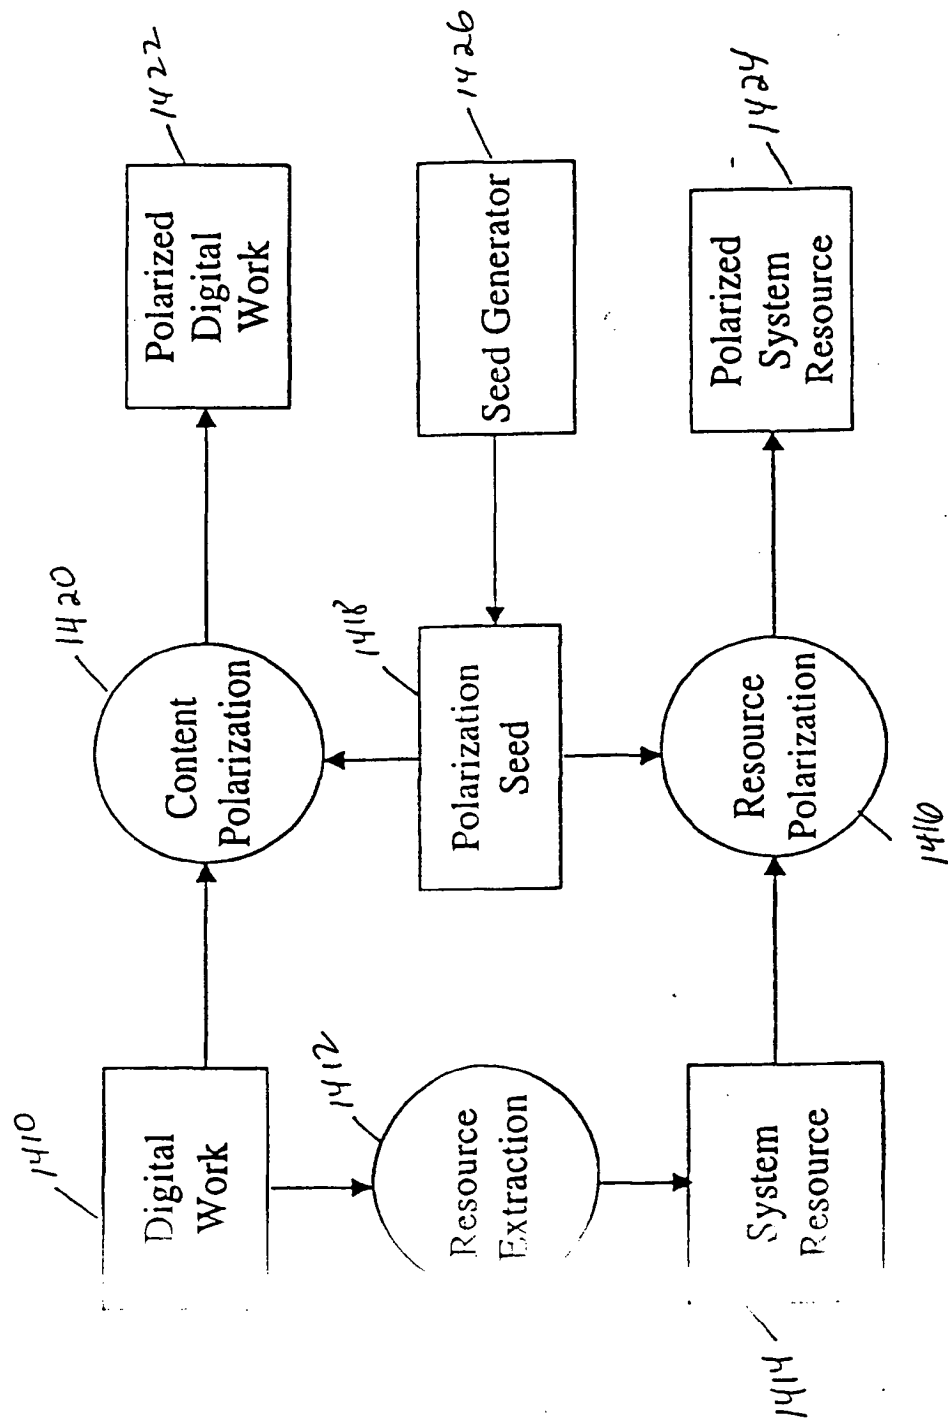 1410
Digital
Work
1420
Content
Polarization
Polarized
Digital
Work
1422
1412
Resource
Extraction
1418
Polarization
Seed
Seed Generator
1426
1414
System
Resource
Resource
Polarization
1416
Polarized
System
Resource
1424